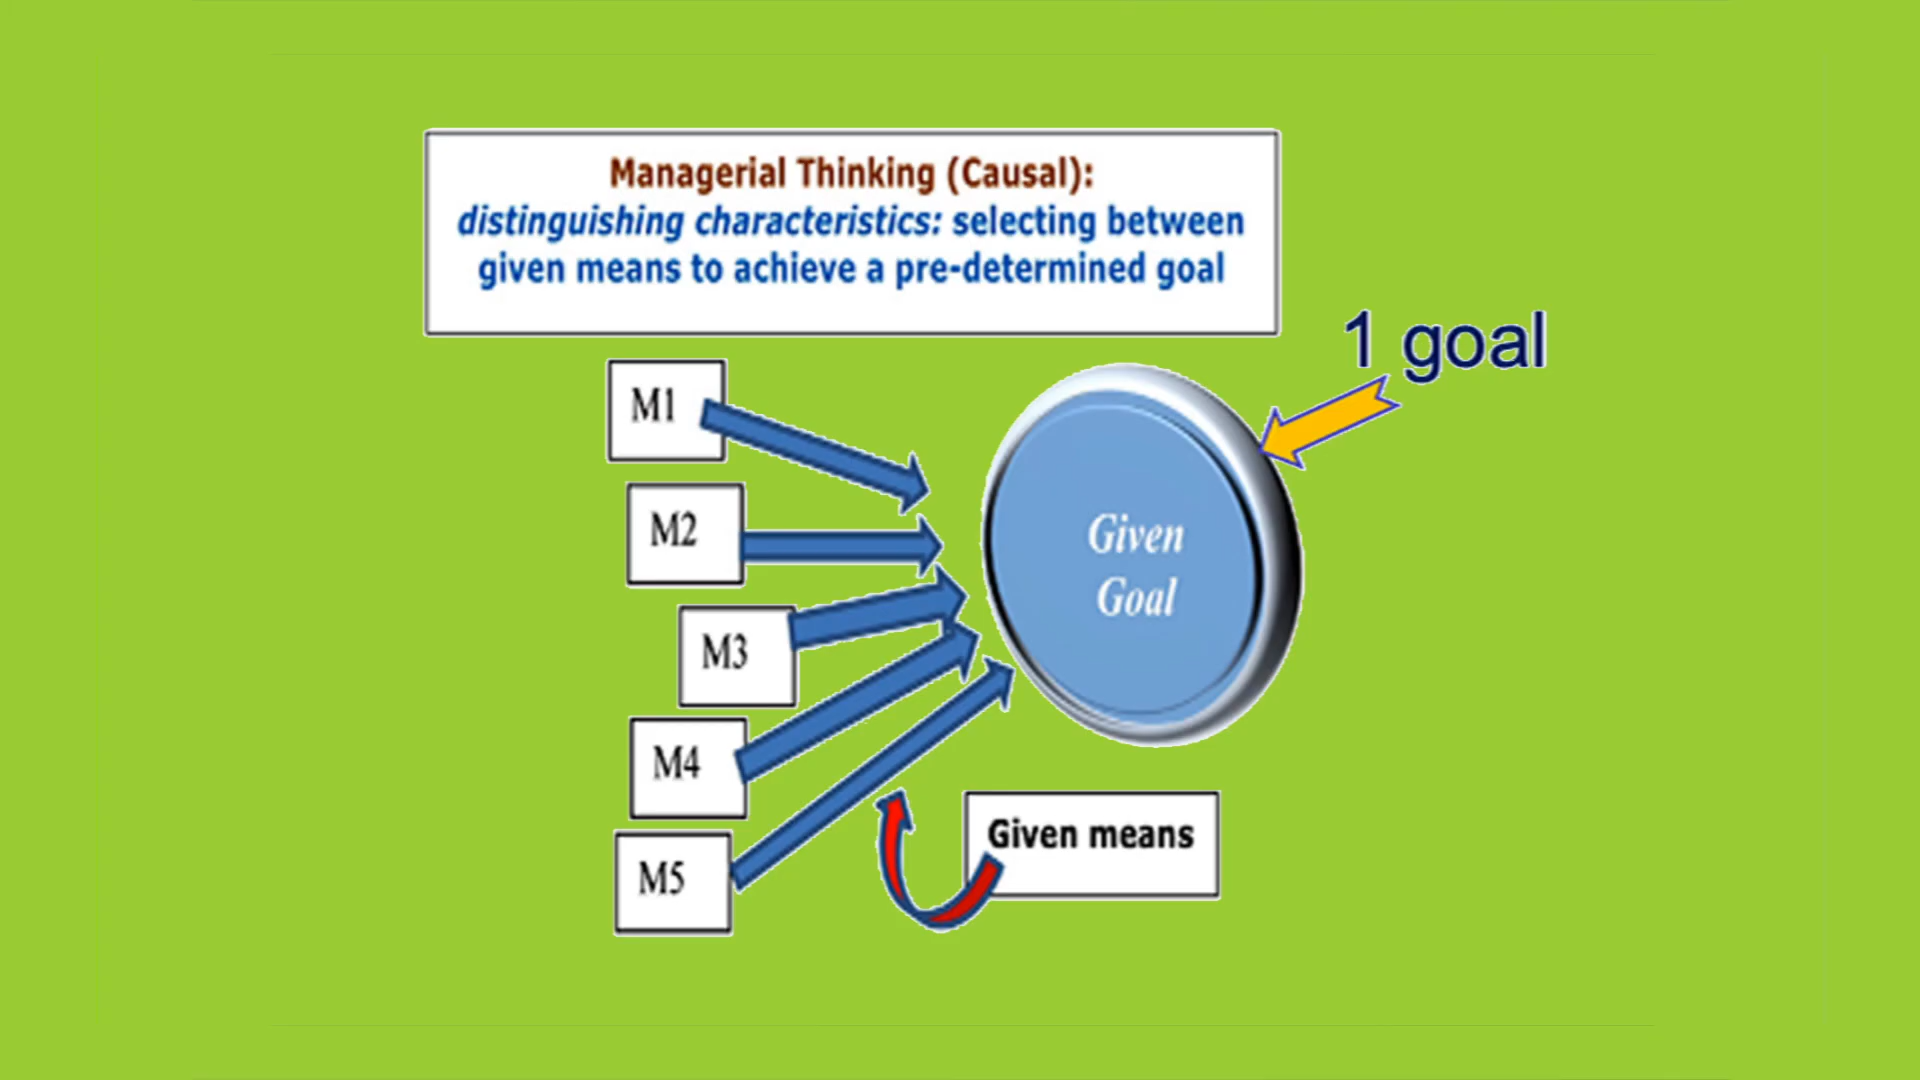 Managerial Thinking (Causal):
distinguishing characteristics: selecting between
given means to achieve a pre-determined goal
1 goal
M1
M2
M3
M4
M5
Given
Goal
Given means